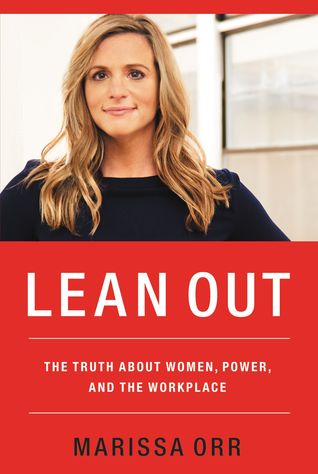 LEAN OUT
THE TRUTH ABOUT WOMEN, POWER,
AND THE WORKPLACE
MARISSA ORR